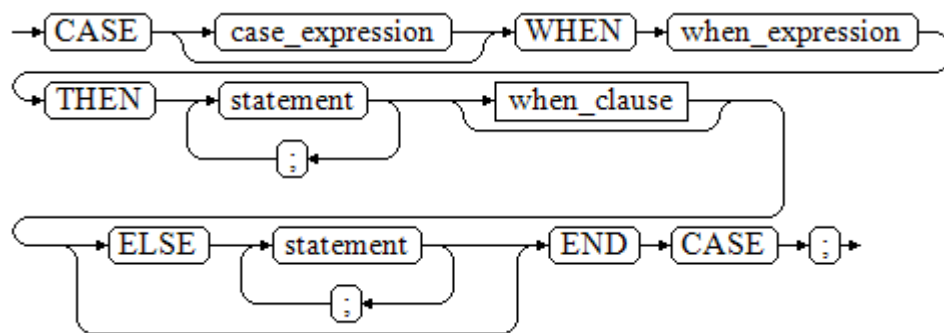 CASE case_expression WHEN when_expression
THEN statement when_clause
;
ELSE statement END CASE ;
;